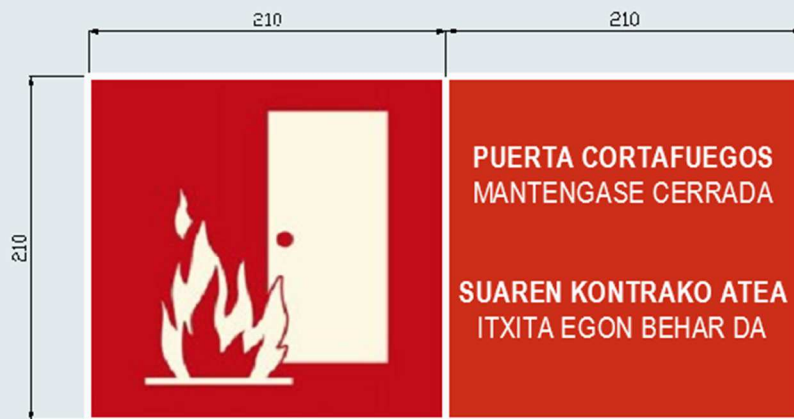 210 210
210
PUERTA CORTAFUEGOS
MANTENGASE CERRADA
SUAREN KONTRAKO ATEA
ITXITA EGON BEHAR DA